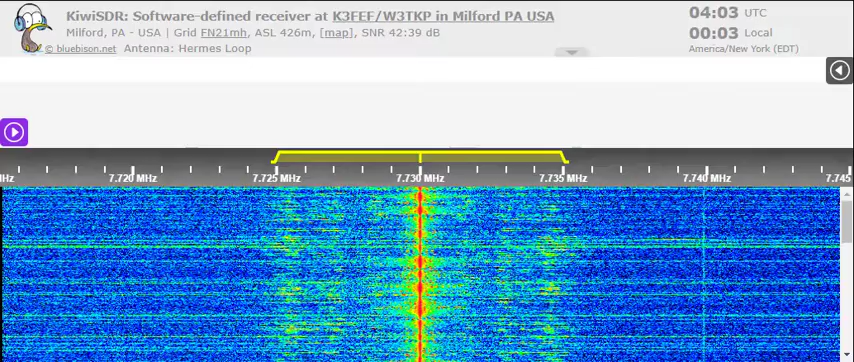 KiwiSDR: Software-defined receiver at K3FEF/W3TKP in Milford PA USA
Milford, PA - USA | Grid FN21mh, ASL 426m, [map], SNR 42:39 dB
© bluebison.net Antenna: Hermes Loop
04:03 UTC
00:03 Local
America/New York (EDT)
MHz 7.720 MHz 7.725 MHz 7.730 MHz 7.735 MHz 7.740 MHz 7.745